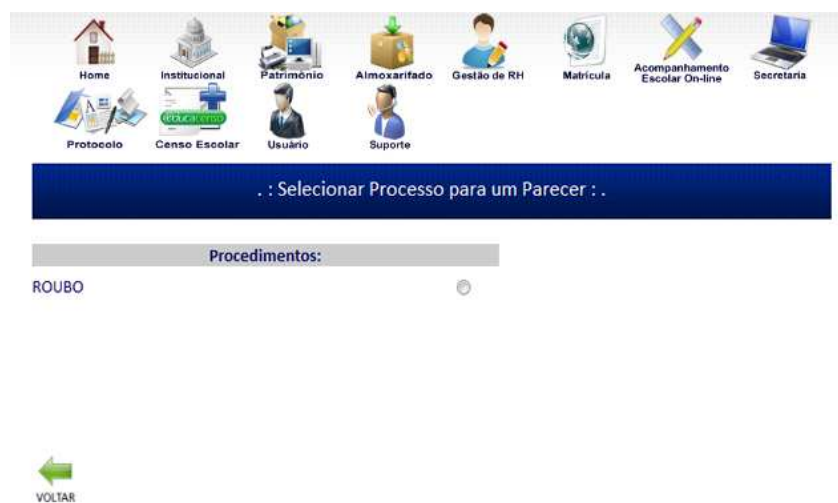 Home
Institucional
Patrimônio
Almoxarifado
Gestão de RH
Matrícula
Acompanhamento
Escolar On-line
Secretaria
educacenso
Protocolo
Censo Escolar
Usuário
Suporte
. : Selecionar Processo para um Parecer : .
Procedimentos:
ROUBO
VOLTAR